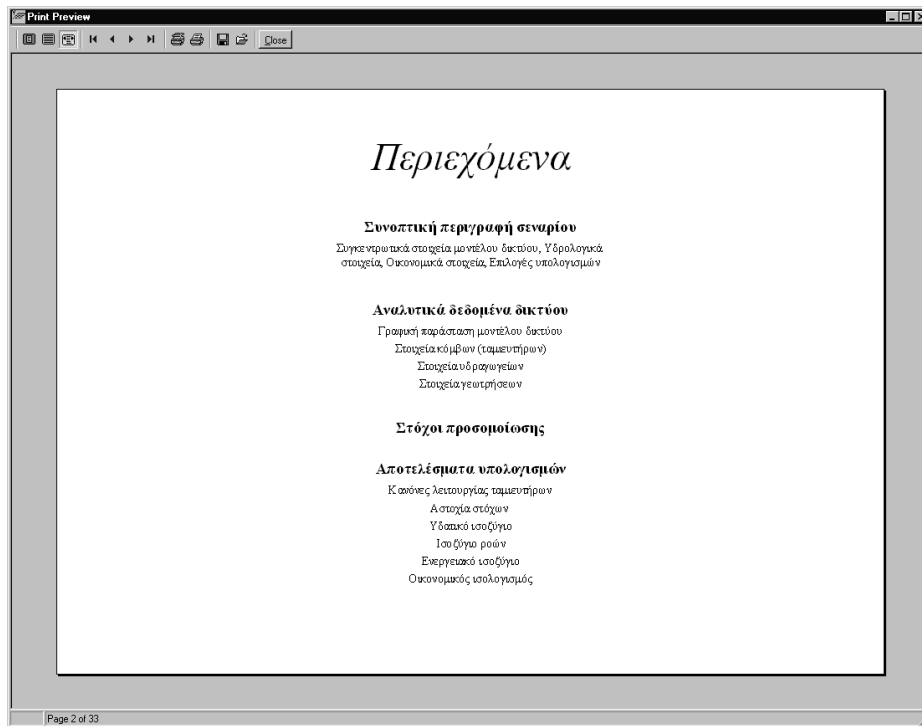 Print Preview
Close
Περιεχόμενα
Συνοπτική περιγραφή σεναρίου
Συγκεντρωτικά στοιχεία μοντέλου δικτύου, Υδρολογικά
στοιχεία, Οικονομικά στοιχεία, Επιλογές υπολογισμών
Αναλυτικά δεδομένα δικτύου
Γραφική παράσταση μοντέλου δικτύου
Στοιχεία κόμβων (ταμιευτήρων)
Στοιχεία υδραγωγείων
Στοιχεία γεωτρήσεων
Στόχοι προσομοίωσης
Αποτελέσματα υπολογισμών
Κανόνες λειτουργίας ταμιευτήρων
Αστοχία στόχων
Υδατικό ισοζύγιο
Ισοζύγιο ροών
Ενεργειακό ισοζύγιο
Οικονομικός ισολογισμός
Page 2 of 33